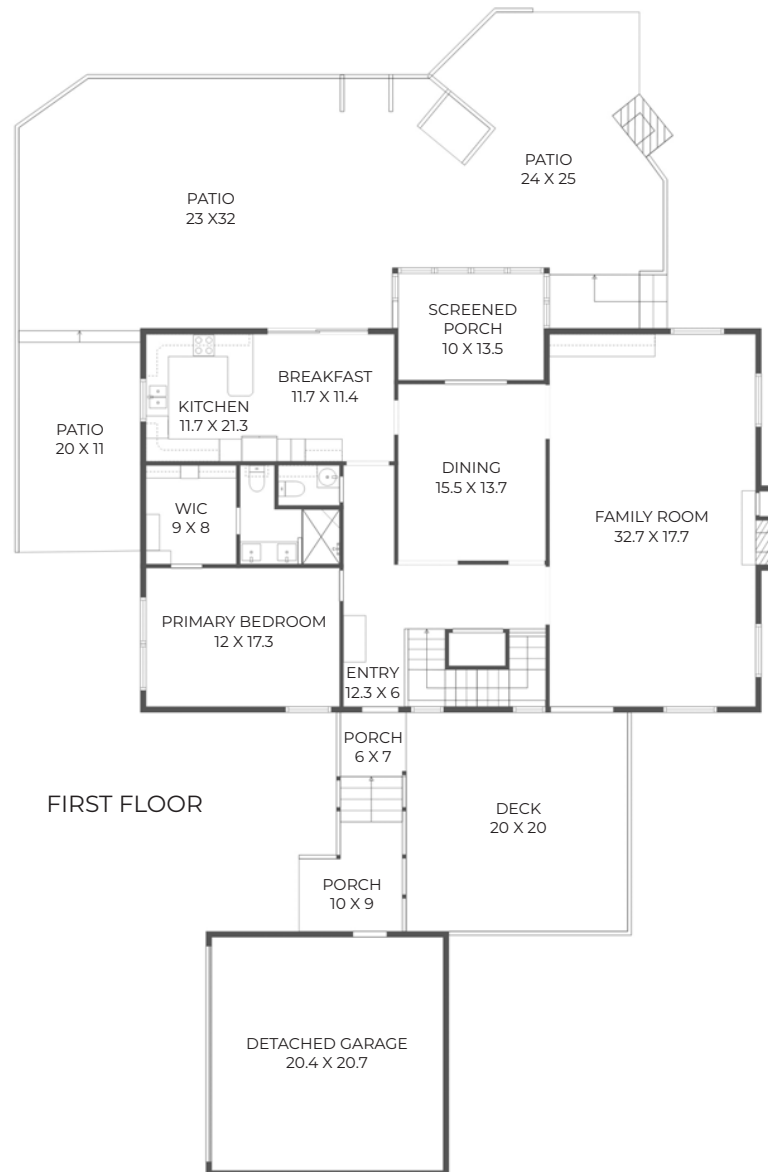 PATIO
24 X 25
PATIO
23 X32
SCREENED
PORCH
10 X 13.5
BREAKFAST
11.7 X 11.4
KITCHEN
11.7 X 21.3
PATIO
20 X 11
DINING
15.5 X 13.7
WIC
9 X 8
FAMILY ROOM
32.7 X 17.7
PRIMARY BEDROOM
12 X 17.3
ENTRY
12.3 X 6
PORCH
6 X 7
FIRST FLOOR
DECK
20 X 20
PORCH
10 X 9
DETACHED GARAGE
20.4 X 20.7